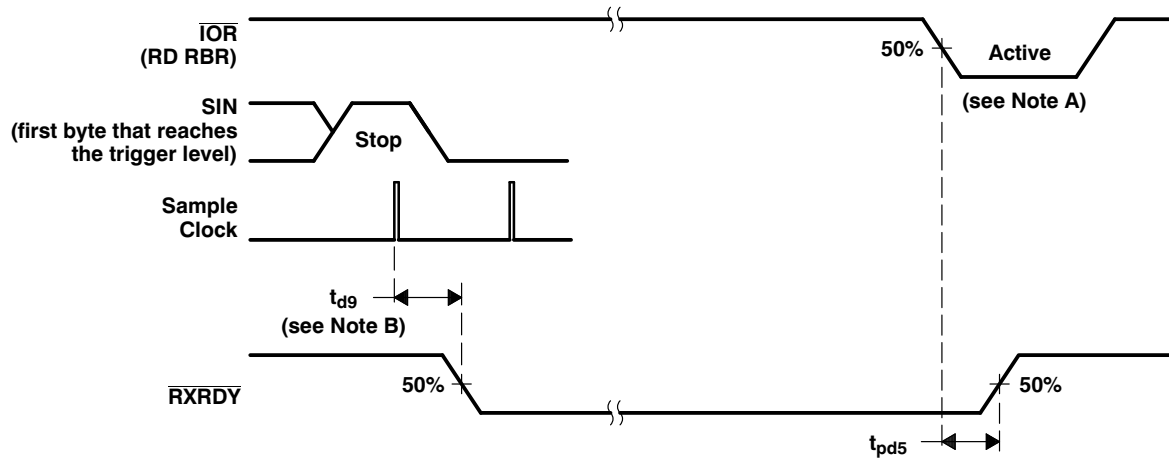 IOR
(RD RBR)
50%
Active
(see Note A)
SIN
(first byte that reaches
the trigger level)
Stop
Sample
Clock
td9
(see Note B)
RXRDY
50%
50%
tpd5